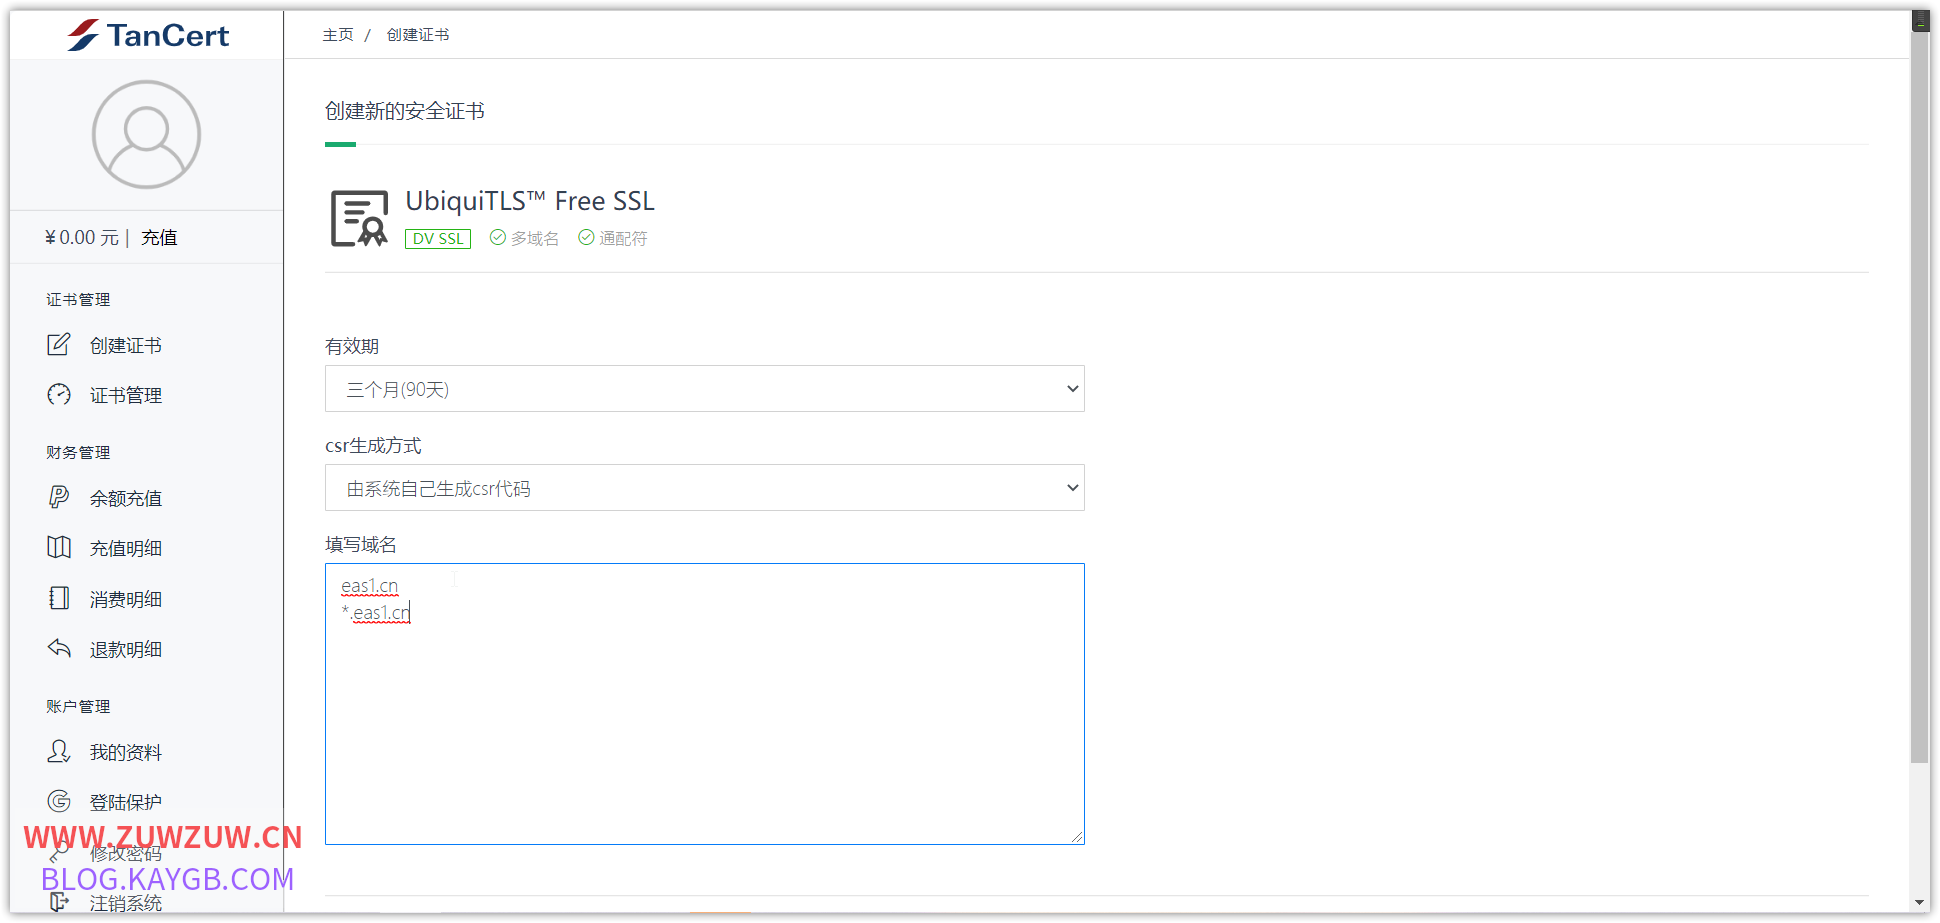 TanCert
主页 / 创建证书
创建新的安全证书
UbiquiTLS™ Free SSL
DV SSL 多域名 通配符
¥0.00 元 | 充值
证书管理
创建证书
证书管理
财务管理
余额充值
充值明细
消费明细
退款明细
账户管理
我的资料
登陆保护
修改密码
注销系统
有效期
三个月(90天)
csr生成方式
由系统自己生成csr代码
填写域名
eas1.cn
*.eas1.cn
WWW.ZUWZUW.CN
BLOG.KAYGB.COM